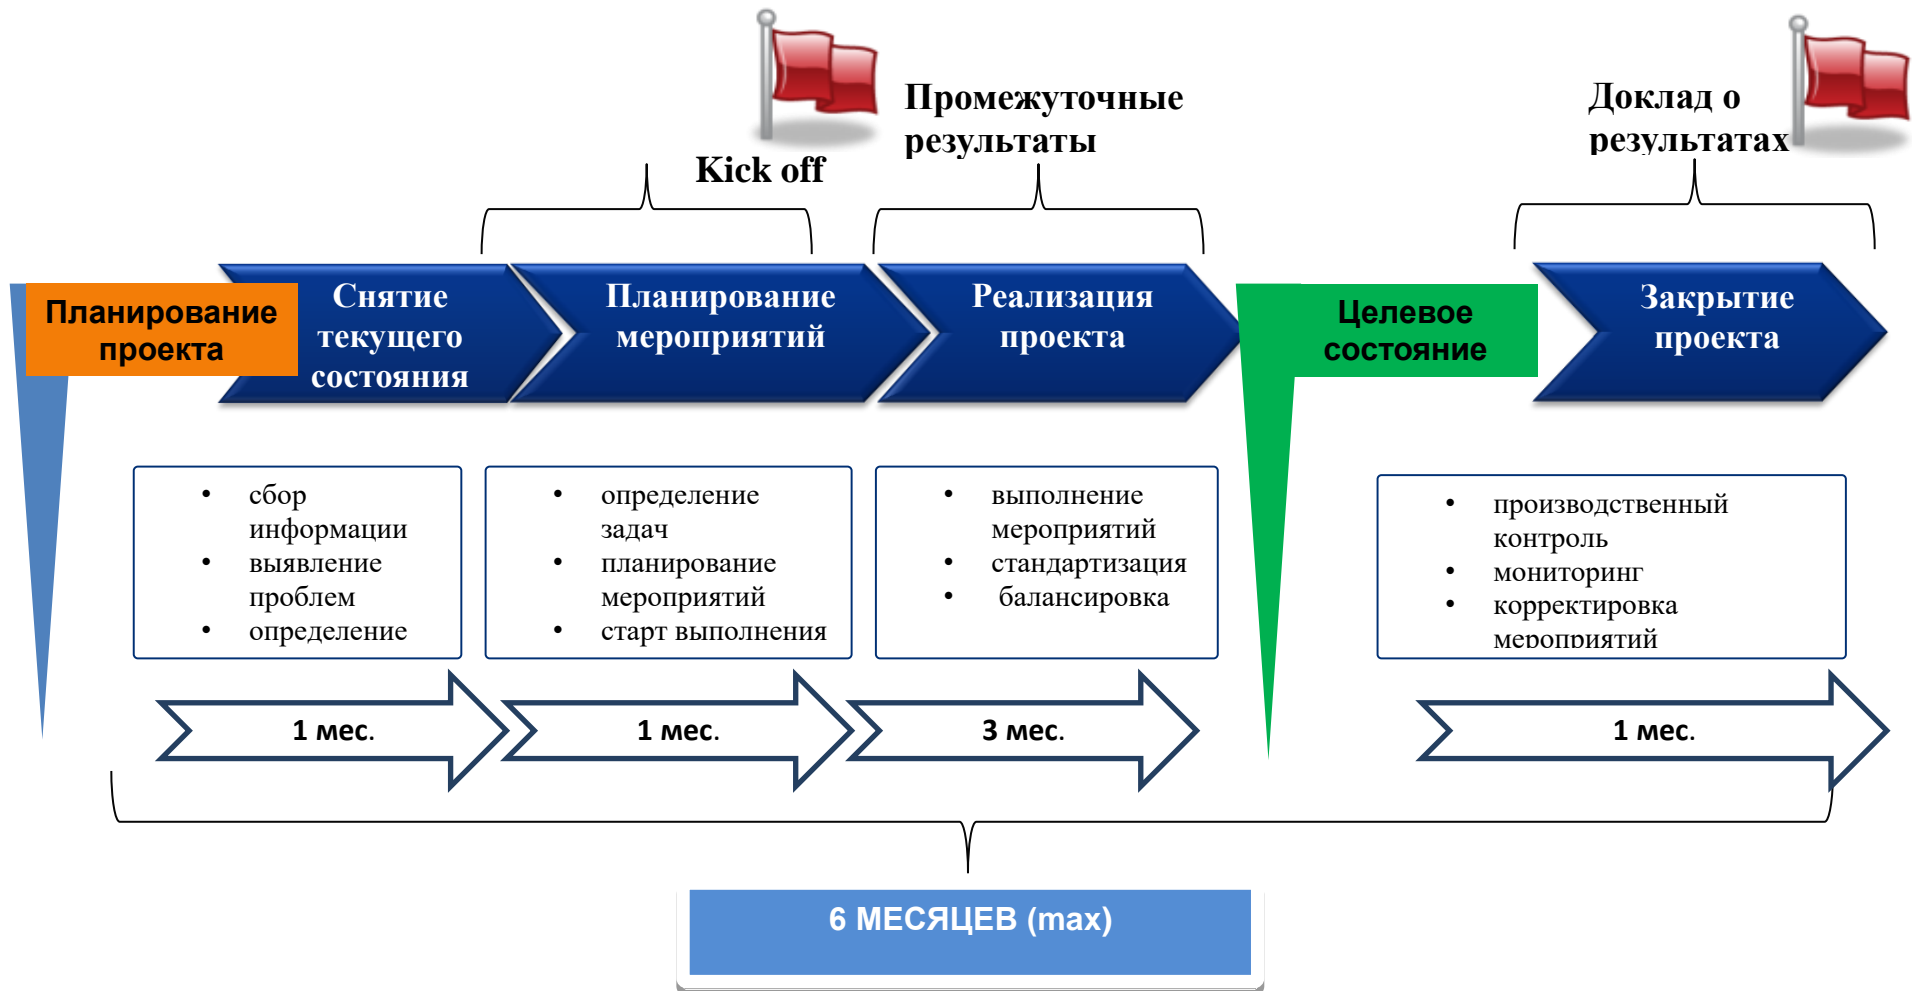 Промежуточные
результаты
Доклад о
результатах
Kick off
Планирование
проекта
Снятие
текущего
состояния
Планирование
мероприятий
Реализация
проекта
Целевое
состояние
Закрытие
проекта
• сбор
информации
• выявление
проблем
• определение
• определение
задач
• планирование
мероприятий
• старт выполнения
• выполнение
мероприятий
• стандартизация
• балансировка
• производственный
контроль
• мониторинг
• корректировка
мероприятий
1 мес.
1 мес.
3 мес.
1 мес.
6 МЕСЯЦЕВ (max)